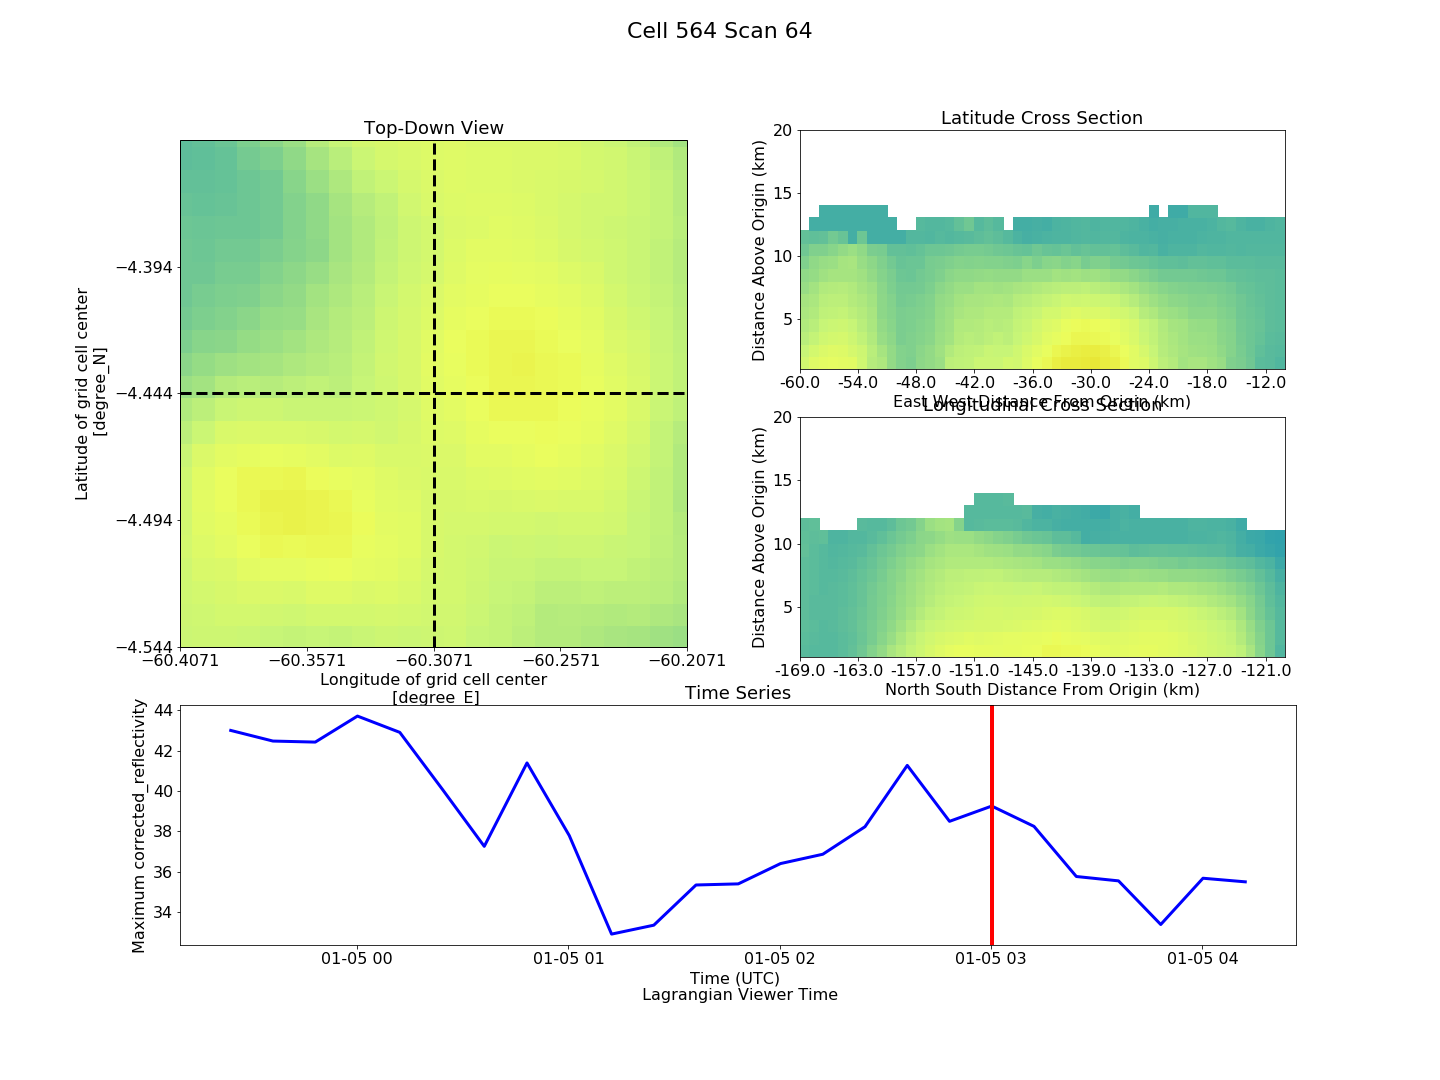 Cell 564 Scan 64
Top-Down View
−4.394
−4.444
−4.494
−4.544
Latitude of grid cell center
[degree_N]
−60.4071 −60.3571 −60.3071 −60.2571 −60.2071
Longitude of grid cell center
[degree_E]
Latitude Cross Section
20
15
10
5
Distance Above Origin (km)
-60.0 -54.0 -48.0 -42.0 -36.0 -30.0 -24.0 -18.0 -12.0
East West Distance From Origin (km)
Longitudinal Cross Section
20
15
10
5
Distance Above Origin (km)
-169.0 -163.0 -157.0 -151.0 -145.0 -139.0 -133.0 -127.0 -121.0
North South Distance From Origin (km)
Time Series
44
42
40
38
36
34
Maximum corrected_reflectivity
01-05 00 01-05 01 01-05 02 01-05 03 01-05 04
Time (UTC)
Lagrangian Viewer Time